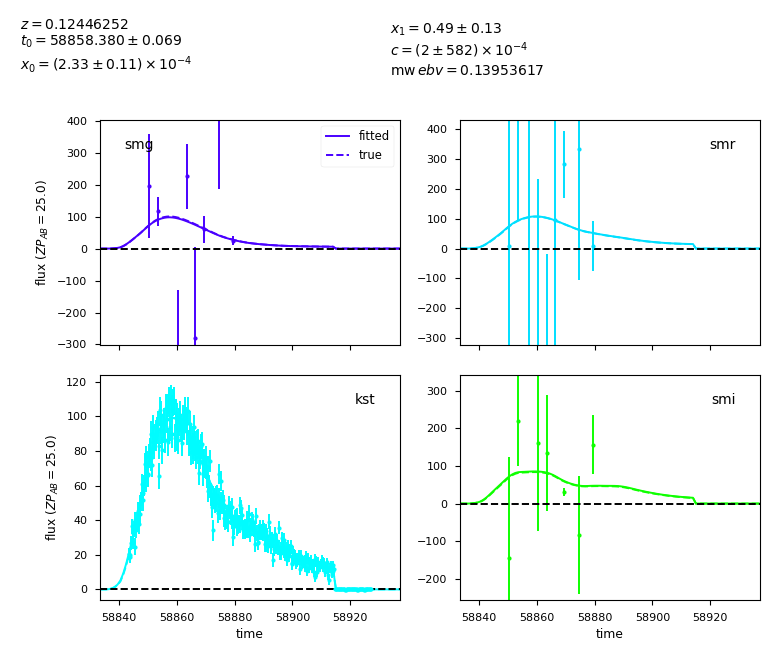 z = 0.12446252
t₀ = 58858.380 ± 0.069
x₀ = (2.33 ± 0.11) × 10⁻⁴
x₁ = 0.49 ± 0.13
c = (2 ± 582) × 10⁻⁴
mw ebv = 0.13953617
smg
fitted
true
400
300
200
100
0
−100
−200
−300
flux (ZP_AB = 25.0)
smr
400
300
200
100
0
−100
−200
−300
kst
120
100
80
60
40
20
0
flux (ZP_AB = 25.0)
58840 58860 58880 58900 58920
time
smi
300
200
100
0
−100
−200
58840 58860 58880 58900 58920
time